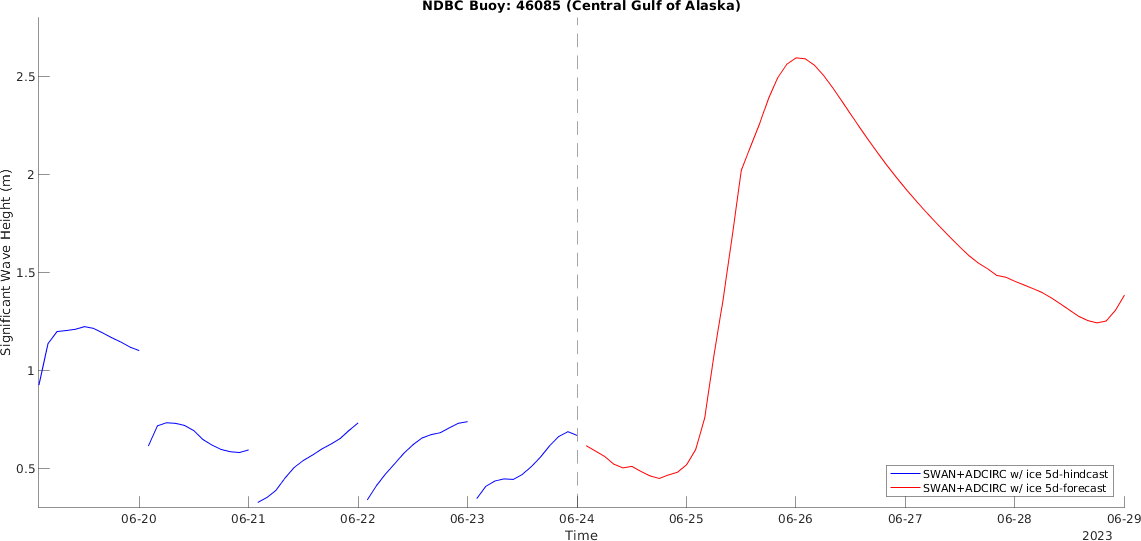 NDBC Buoy: 46085 (Central Gulf of Alaska)
Significant Wave Height (m)
2.5
2
1.5
1
0.5
SWAN+ADCIRC w/ ice 5d-hindcast
SWAN+ADCIRC w/ ice 5d-forecast
06-20 06-21 06-22 06-23 06-24 06-25 06-26 06-27 06-28 06-29
Time
2023